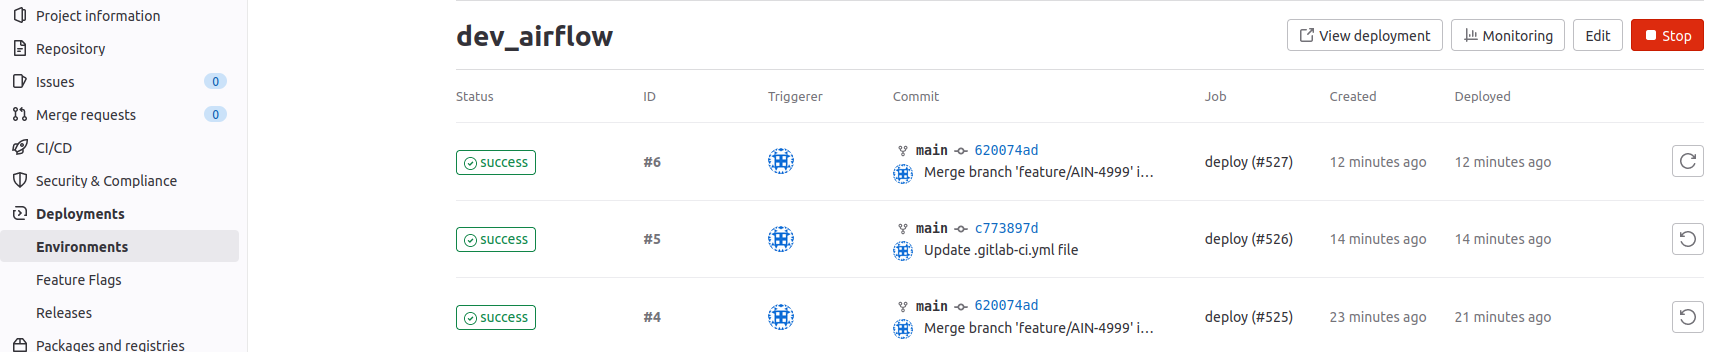 Project information
Repository
Issues 0
Merge requests 0
CI/CD
Security & Compliance
Deployments
Environments
Feature Flags
Releases
Packages and registries
dev_airflow
View deployment Monitoring Edit Stop
Status ID Triggerer Commit Job Created Deployed
success #6 main 620074ad deploy (#527) 12 minutes ago 12 minutes ago
Merge branch 'feature/AIN-4999' i...
success #5 main c773897d deploy (#526) 14 minutes ago 14 minutes ago
Update .gitlab-ci.yml file
success #4 main 620074ad deploy (#525) 23 minutes ago 21 minutes ago
Merge branch 'feature/AIN-4999' i...